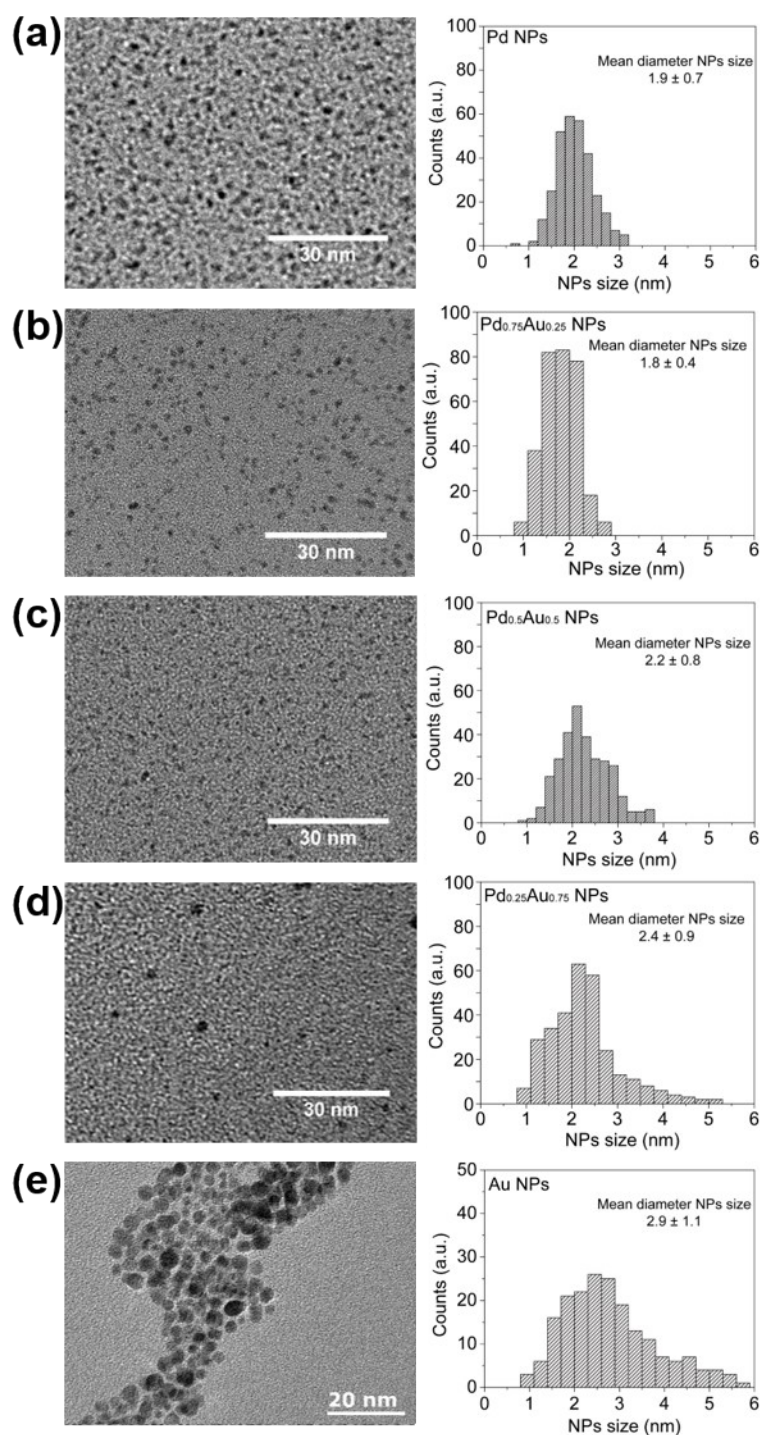 (a)
30 nm
Pd NPs
Mean diameter NPs size
1.9 ± 0.7
Counts (a.u.)
100
80
60
40
20
0
0 1 2 3 4 5 6
NPs size (nm)
(b)
30 nm
Pd0.75Au0.25 NPs
Mean diameter NPs size
1.8 ± 0.4
Counts (a.u.)
100
80
60
40
20
0
0 1 2 3 4 5 6
NPs size (nm)
(c)
30 nm
Pd0.5Au0.5 NPs
Mean diameter NPs size
2.2 ± 0.8
Counts (a.u.)
100
80
60
40
20
0
0 1 2 3 4 5 6
NPs size (nm)
(d)
30 nm
Pd0.25Au0.75 NPs
Mean diameter NPs size
2.4 ± 0.9
Counts (a.u.)
100
80
60
40
20
0
0 1 2 3 4 5 6
NPs size (nm)
(e)
20 nm
Au NPs
Mean diameter NPs size
2.9 ± 1.1
Counts (a.u.)
50
40
30
20
10
0
0 1 2 3 4 5 6
NPs size (nm)